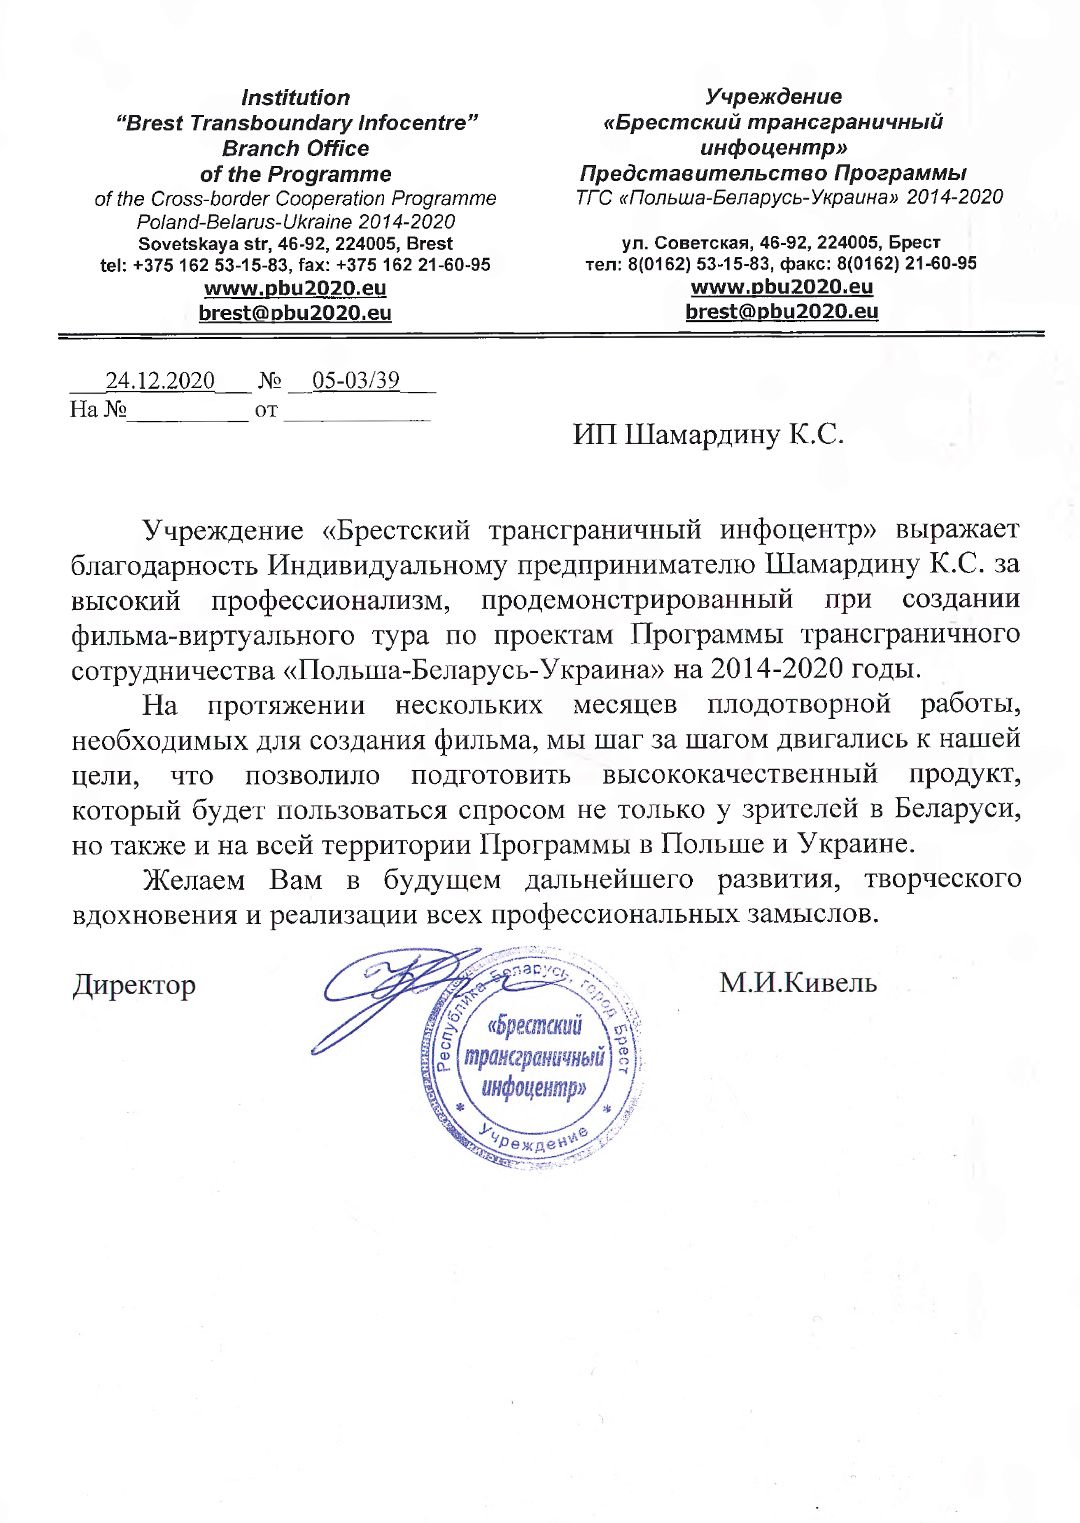 Institution
“Brest Transboundary Infocentre”
Branch Office
of the Programme
of the Cross-border Cooperation Programme
Poland-Belarus-Ukraine 2014-2020
Sovetskaya str, 46-92, 224005, Brest
tel: +375 162 53-15-83, fax: +375 162 21-60-95
www.pbu2020.eu
brest@pbu2020.eu
Учреждение
«Брестский трансграничный
инфоцентр»
Представительство Программы
ТГС «Польша-Беларусь-Украина» 2014-2020
ул. Советская, 46-92, 224005, Брест
тел: 8(0162) 53-15-83, факс: 8(0162) 21-60-95
www.pbu2020.eu
brest@pbu2020.eu
24.12.2020 № 05-03/39
На №__________ от ____________
ИП Шамардину К.С.
Учреждение «Брестский трансграничный инфоцентр» выражает
благодарность Индивидуальному предпринимателю Шамардину К.С. за
высокий профессионализм, продемонстрированный при создании
фильма-виртуального тура по проектам Программы трансграничного
сотрудничества «Польша-Беларусь-Украина» на 2014-2020 годы.
На протяжении нескольких месяцев плодотворной работы,
необходимых для создания фильма, мы шаг за шагом двигались к нашей
цели, что позволило подготовить высококачественный продукт,
который будет пользоваться спросом не только у зрителей в Беларуси,
но также и на всей территории Программы в Польше и Украине.
Желаем Вам в будущем дальнейшего развития, творческого
вдохновения и реализации всех профессиональных замыслов.
Директор
М.И.Кивель
Республика Беларусь, город Брест
«Брестский
трансграничный
инфоцентр»
* Учреждение *